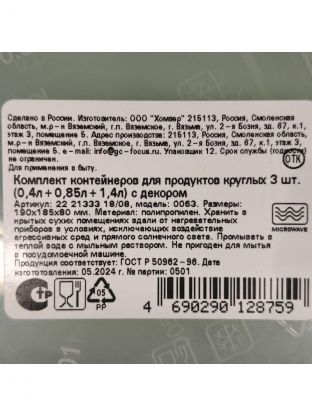 Сделано в России. Изготовитель: ООО "Хомвер" 215113, Россия, Смоленская
область, м.р-н Вяземский, г Вязьма, ул. 2-я Бозня, зд. 67, к.1,
этаж 3, помещение 5. Россия, 215113, Смоленская
область, м.р-н Вяземский, г.п. Вяземское, г. Вязьма, ул. 2-я Бозня, зд. 67, к.1, этаж 3,
помещение 5. e-mail: info@gc-focus.ru. Упаковщик 12. Срок службы (годности)
не ограничен.
Для применения в быту.
ОТК
Комплект контейнеров для продуктов круглых 3 шт.
(0,4л + 0,85л + 1,4л) с декором
Артикул: 22 21333 18/08, модель: 0063. Размеры:
190х185х80 мм. Материал: полипропилен. Хранить в
крытых сухих помещениях, вдали от нагревательных
приборов в условиях, исключающих воздействие
агрессивных сред и прямого солнечного света. Промывать в
теплой воде с мыльным раствором. Не пригоден для мытья
в посудомоечной машине.
MICROWAVE
Дата изготовления: 05.2024 г. № партии: 0501
Продукция соответствует: ГОСТ Р 50962-96. Перед
05
PP
4 690290 128759